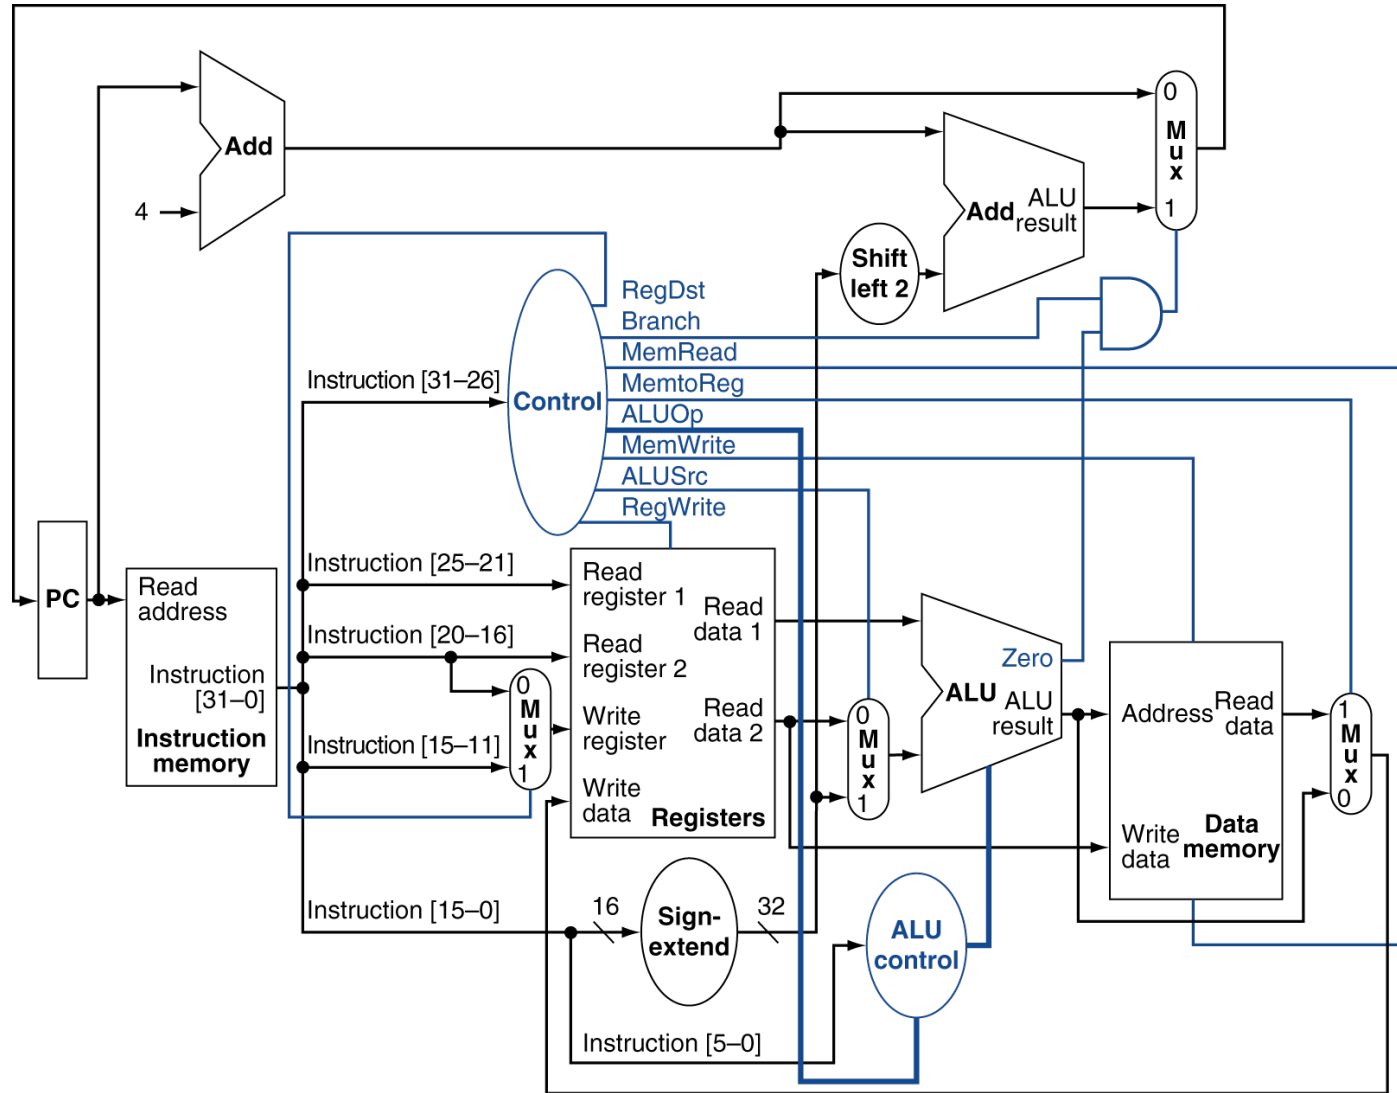 Add
4
0
M
u
x
1
Add
ALU
result
Shift
left 2
RegDst
Branch
MemRead
MemtoReg
ALUOp
MemWrite
ALUSrc
RegWrite
Control
Instruction [31–26]
Instruction [25–21]
Instruction [20–16]
Instruction [15–11]
Instruction [15–0]
Instruction [5–0]
PC
Read
address
Instruction
[31–0]
Instruction
memory
0
M
u
x
1
Read
register 1
Read
register 2
Write
register
Write
data
Read
data 1
Read
data 2
Registers
0
M
u
x
1
Zero
ALU
ALU
result
Address
Read
data
Write
data
Data
memory
1
M
u
x
0
16
Sign-
extend
32
ALU
control